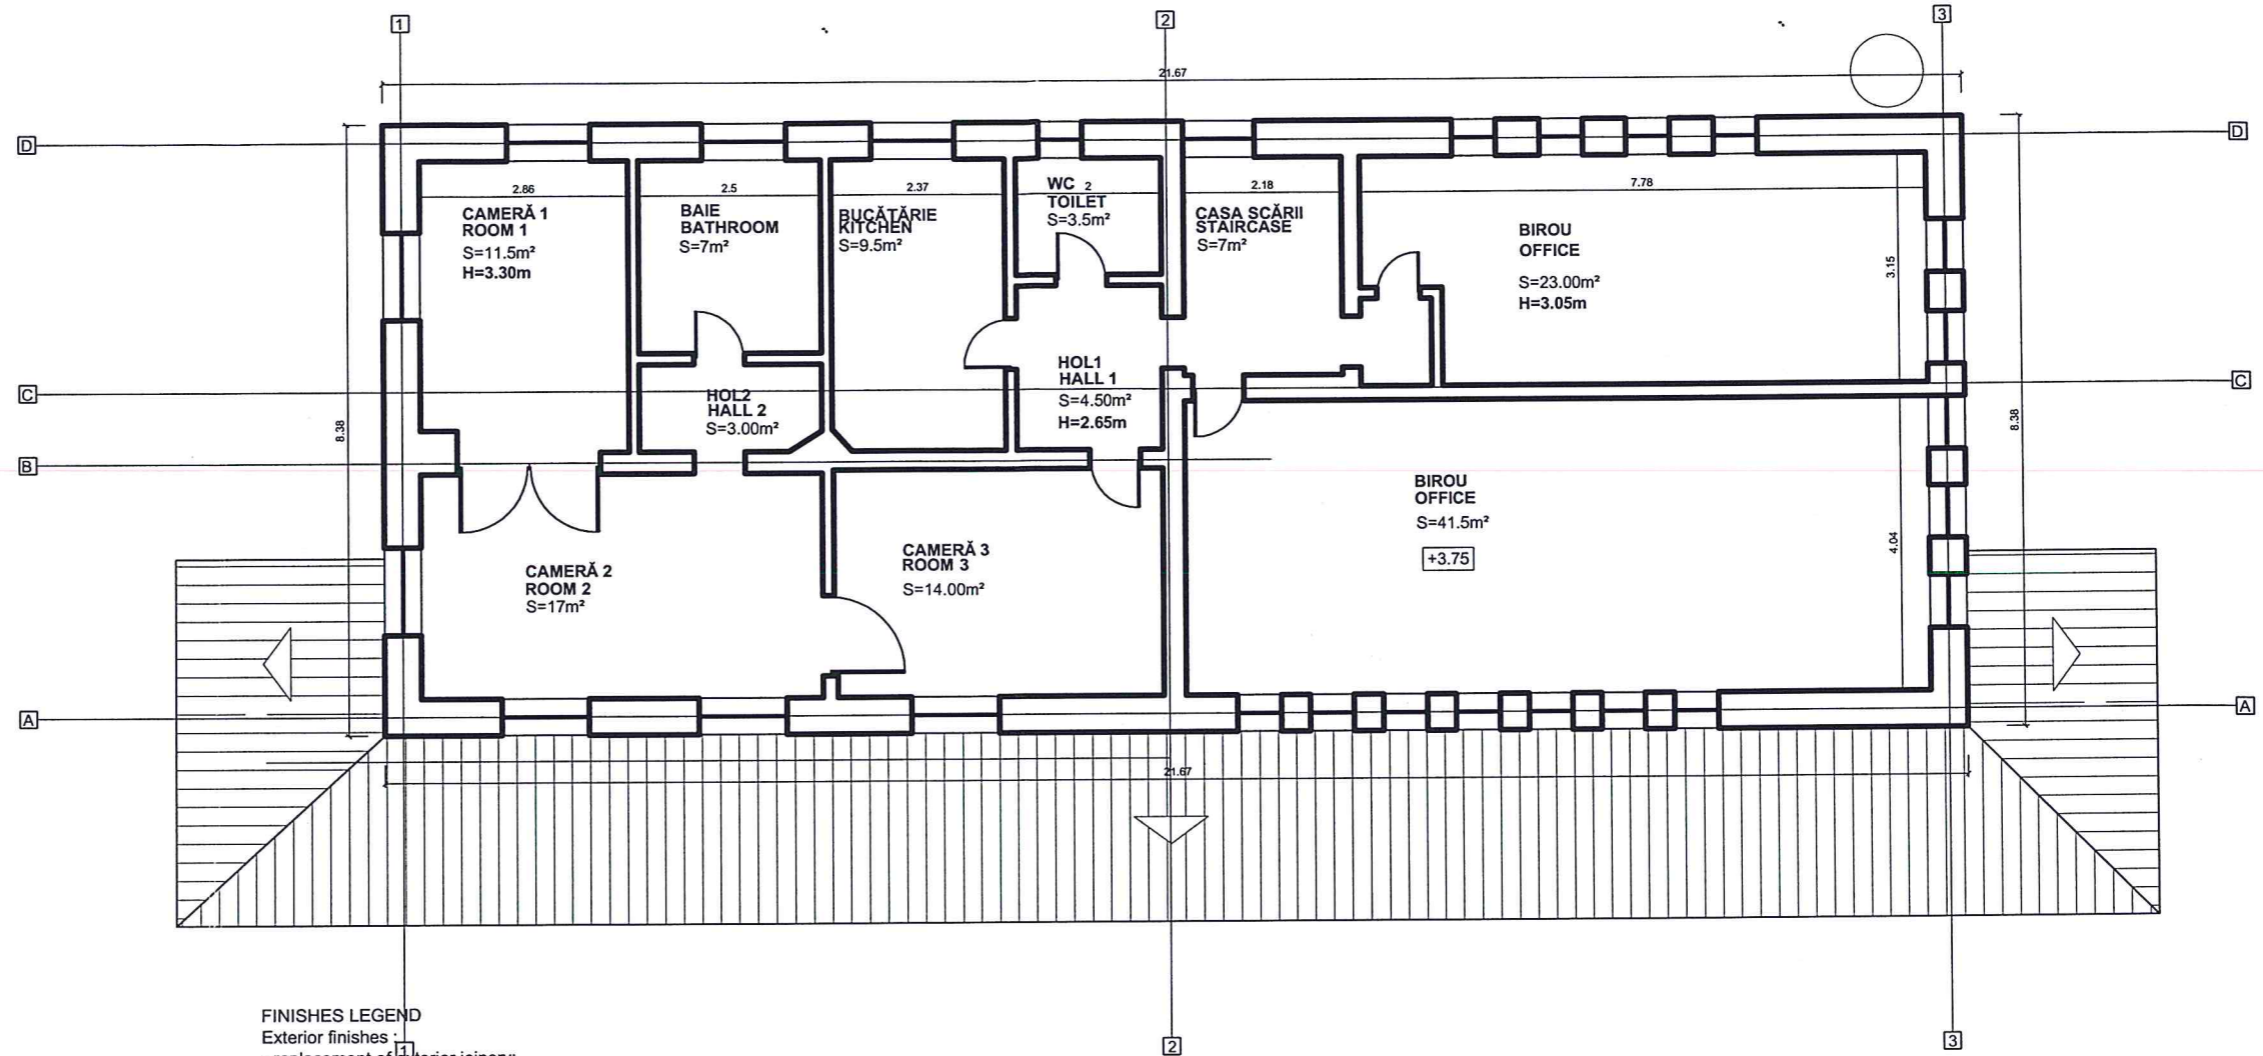 1
2
3
21.67
D
D
2.86
2.5
2.37
2
2.18
7.78
CAMERĂ 1
ROOM 1
S=11.5m²
H=3.30m
BAIE
BATHROOM
S=7m²
BUCĂTĂRIE
KITCHEN
S=9.5m²
WC
TOILET
S=3.5m²
CASA SCĂRII
STAIRCASE
S=7m²
BIROU
OFFICE
S=23.00m²
H=3.05m
3.15
HOL1
HALL 1
S=4.50m²
H=2.65m
HOL2
HALL 2
S=3.00m²
C
C
8.38
8.38
B
BIROU
OFFICE
S=41.5m²
+3.75
4.04
CAMERĂ 2
ROOM 2
S=17m²
CAMERĂ 3
ROOM 3
S=14.00m²
A
A
21.67
FINISHES LEGEND
Exterior finishes :
1
2
3